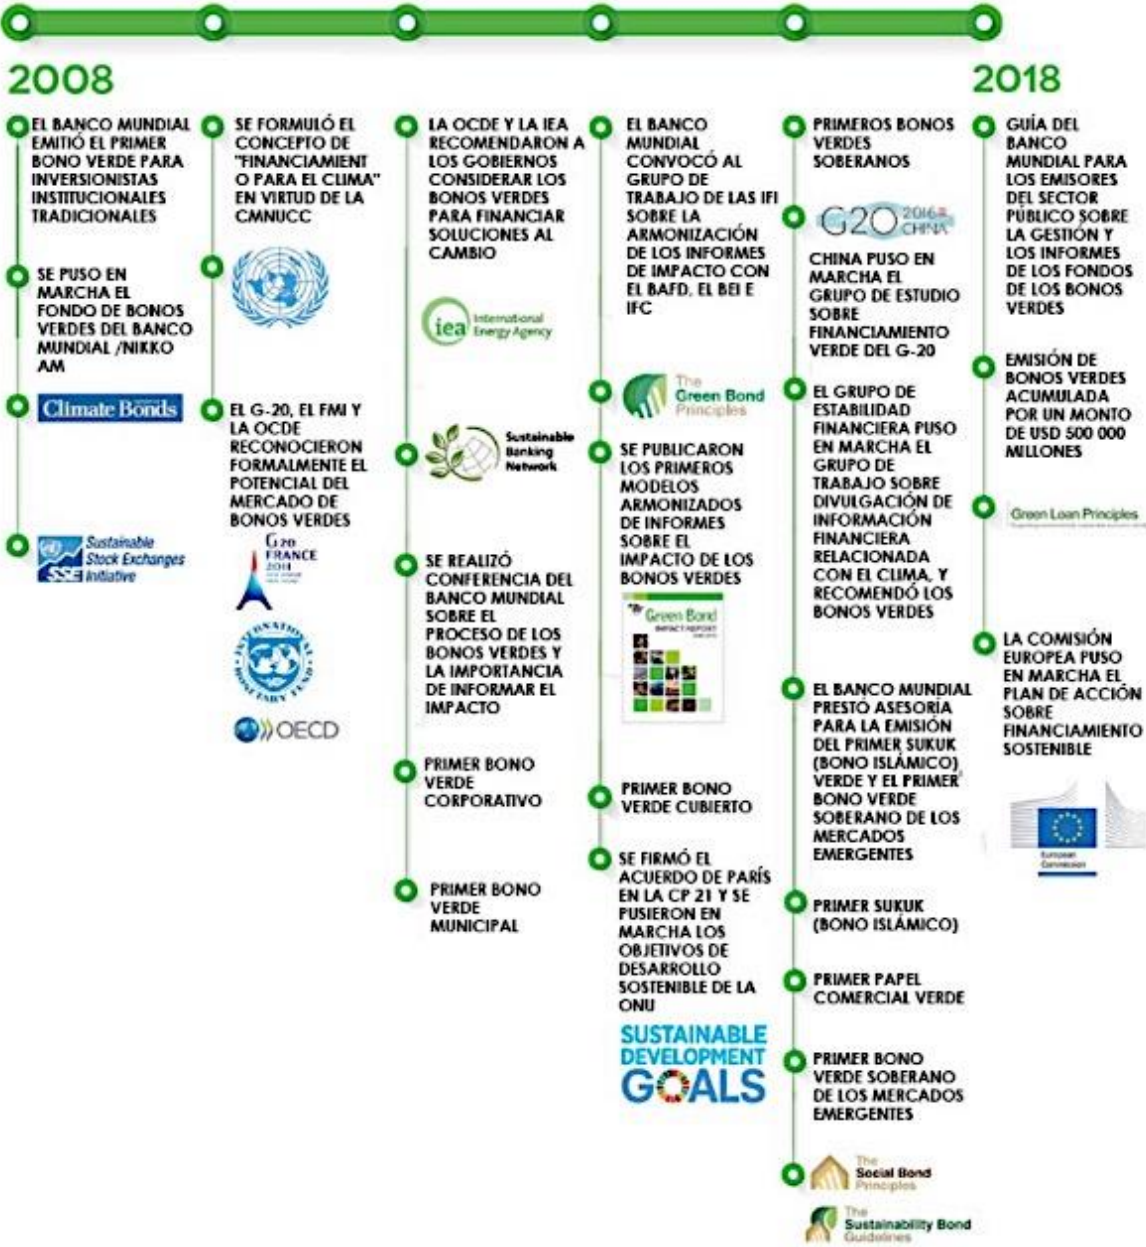 2008
EL BANCO MUNDIAL
EMITIÓ EL PRIMER
BONO VERDE PARA
INVERSIONISTAS
INSTITUCIONALES
TRADICIONALES
SE PUSO EN
MARCHA EL
FONDO DE BONOS
VERDES DEL BANCO
MUNDIAL /NIKKO
AM
Climate Bonds
Sustainable
Stock Exchanges
Initiative
SSE
SE FORMULÓ EL
CONCEPTO DE
"FINANCIAMIENT
O PARA EL CLIMA"
EN VIRTUD DE LA
CMNUCC
EL G-20, EL FMI Y
LA OCDE
RECONOCIERON
FORMALMENTE EL
POTENCIAL DEL
MERCADO DE
BONOS VERDES
G20
FRANCE
2011
INTERNATIONAL
MONETARY FUND
OECD
LA OCDE Y LA IEA
RECOMENDARON A
LOS GOBIERNOS
CONSIDERAR LOS
BONOS VERDES
PARA FINANCIAR
SOLUCIONES AL
CAMBIO
iea International
Energy Agency
Sustainable
Banking
Network
SE REALIZÓ
CONFERENCIA DEL
BANCO MUNDIAL
SOBRE EL
PROCESO DE LOS
BONOS VERDES Y
LA IMPORTANCIA
DE INFORMAR EL
IMPACTO
PRIMER BONO
VERDE
CORPORATIVO
PRIMER BONO
VERDE
MUNICIPAL
EL BANCO
MUNDIAL
CONVOCÓ AL
GRUPO DE
TRABAJO DE LAS IFI
SOBRE LA
ARMONIZACIÓN
DE LOS INFORMES
DE IMPACTO CON
EL BAFD, EL BEI E
IFC
The
Green Bond
Principles
SE PUBLICARON
LOS PRIMEROS
MODELOS
ARMONIZADOS
DE INFORMES
SOBRE EL
IMPACTO DE LOS
BONOS VERDES
Green Bond
IMPACT REPORT
PRIMER BONO
VERDE CUBIERTO
SE FIRMÓ EL
ACUERDO DE PARÍS
EN LA CP 21 Y SE
PUSIERON EN
MARCHA LOS
OBJETIVOS DE
DESARROLLO
SOSTENIBLE DE LA
ONU
SUSTAINABLE
DEVELOPMENT
GOALS
PRIMEROS BONOS
VERDES
SOBERANOS
G20 2016
CHINA
CHINA PUSO EN
MARCHA EL
GRUPO DE ESTUDIO
SOBRE
FINANCIAMIENTO
VERDE DEL G-20
EL GRUPO DE
ESTABILIDAD
FINANCIERA PUSO
EN MARCHA EL
GRUPO DE
TRABAJO SOBRE
DIVULGACIÓN DE
INFORMACIÓN
FINANCIERA
RELACIONADA
CON EL CLIMA, Y
RECOMENDÓ LOS
BONOS VERDES
EL BANCO MUNDIAL
PRESTÓ ASESORÍA
PARA LA EMISIÓN
DEL PRIMER SUKUK
(BONO ISLÁMICO)
VERDE Y EL PRIMER
BONO VERDE
SOBERANO DE LOS
MERCADOS
EMERGENTES
PRIMER SUKUK
(BONO ISLÁMICO)
PRIMER PAPEL
COMERCIAL VERDE
PRIMER BONO
VERDE SOBERANO
DE LOS MERCADOS
EMERGENTES
The
Social Bond
Principles
The
Sustainability Bond
Guidelines
2018
GUÍA DEL
BANCO
MUNDIAL PARA
LOS EMISORES
DEL SECTOR
PÚBLICO SOBRE
LA GESTIÓN Y
LOS INFORMES
DE LOS FONDOS
DE LOS BONOS
VERDES
EMISIÓN DE
BONOS VERDES
ACUMULADA
POR UN MONTO
DE USD 500 000
MILLONES
Green Loan Principles
LA COMISIÓN
EUROPEA PUSO
EN MARCHA EL
PLAN DE ACCIÓN
SOBRE
FINANCIAMIENTO
SOSTENIBLE
European
Commission